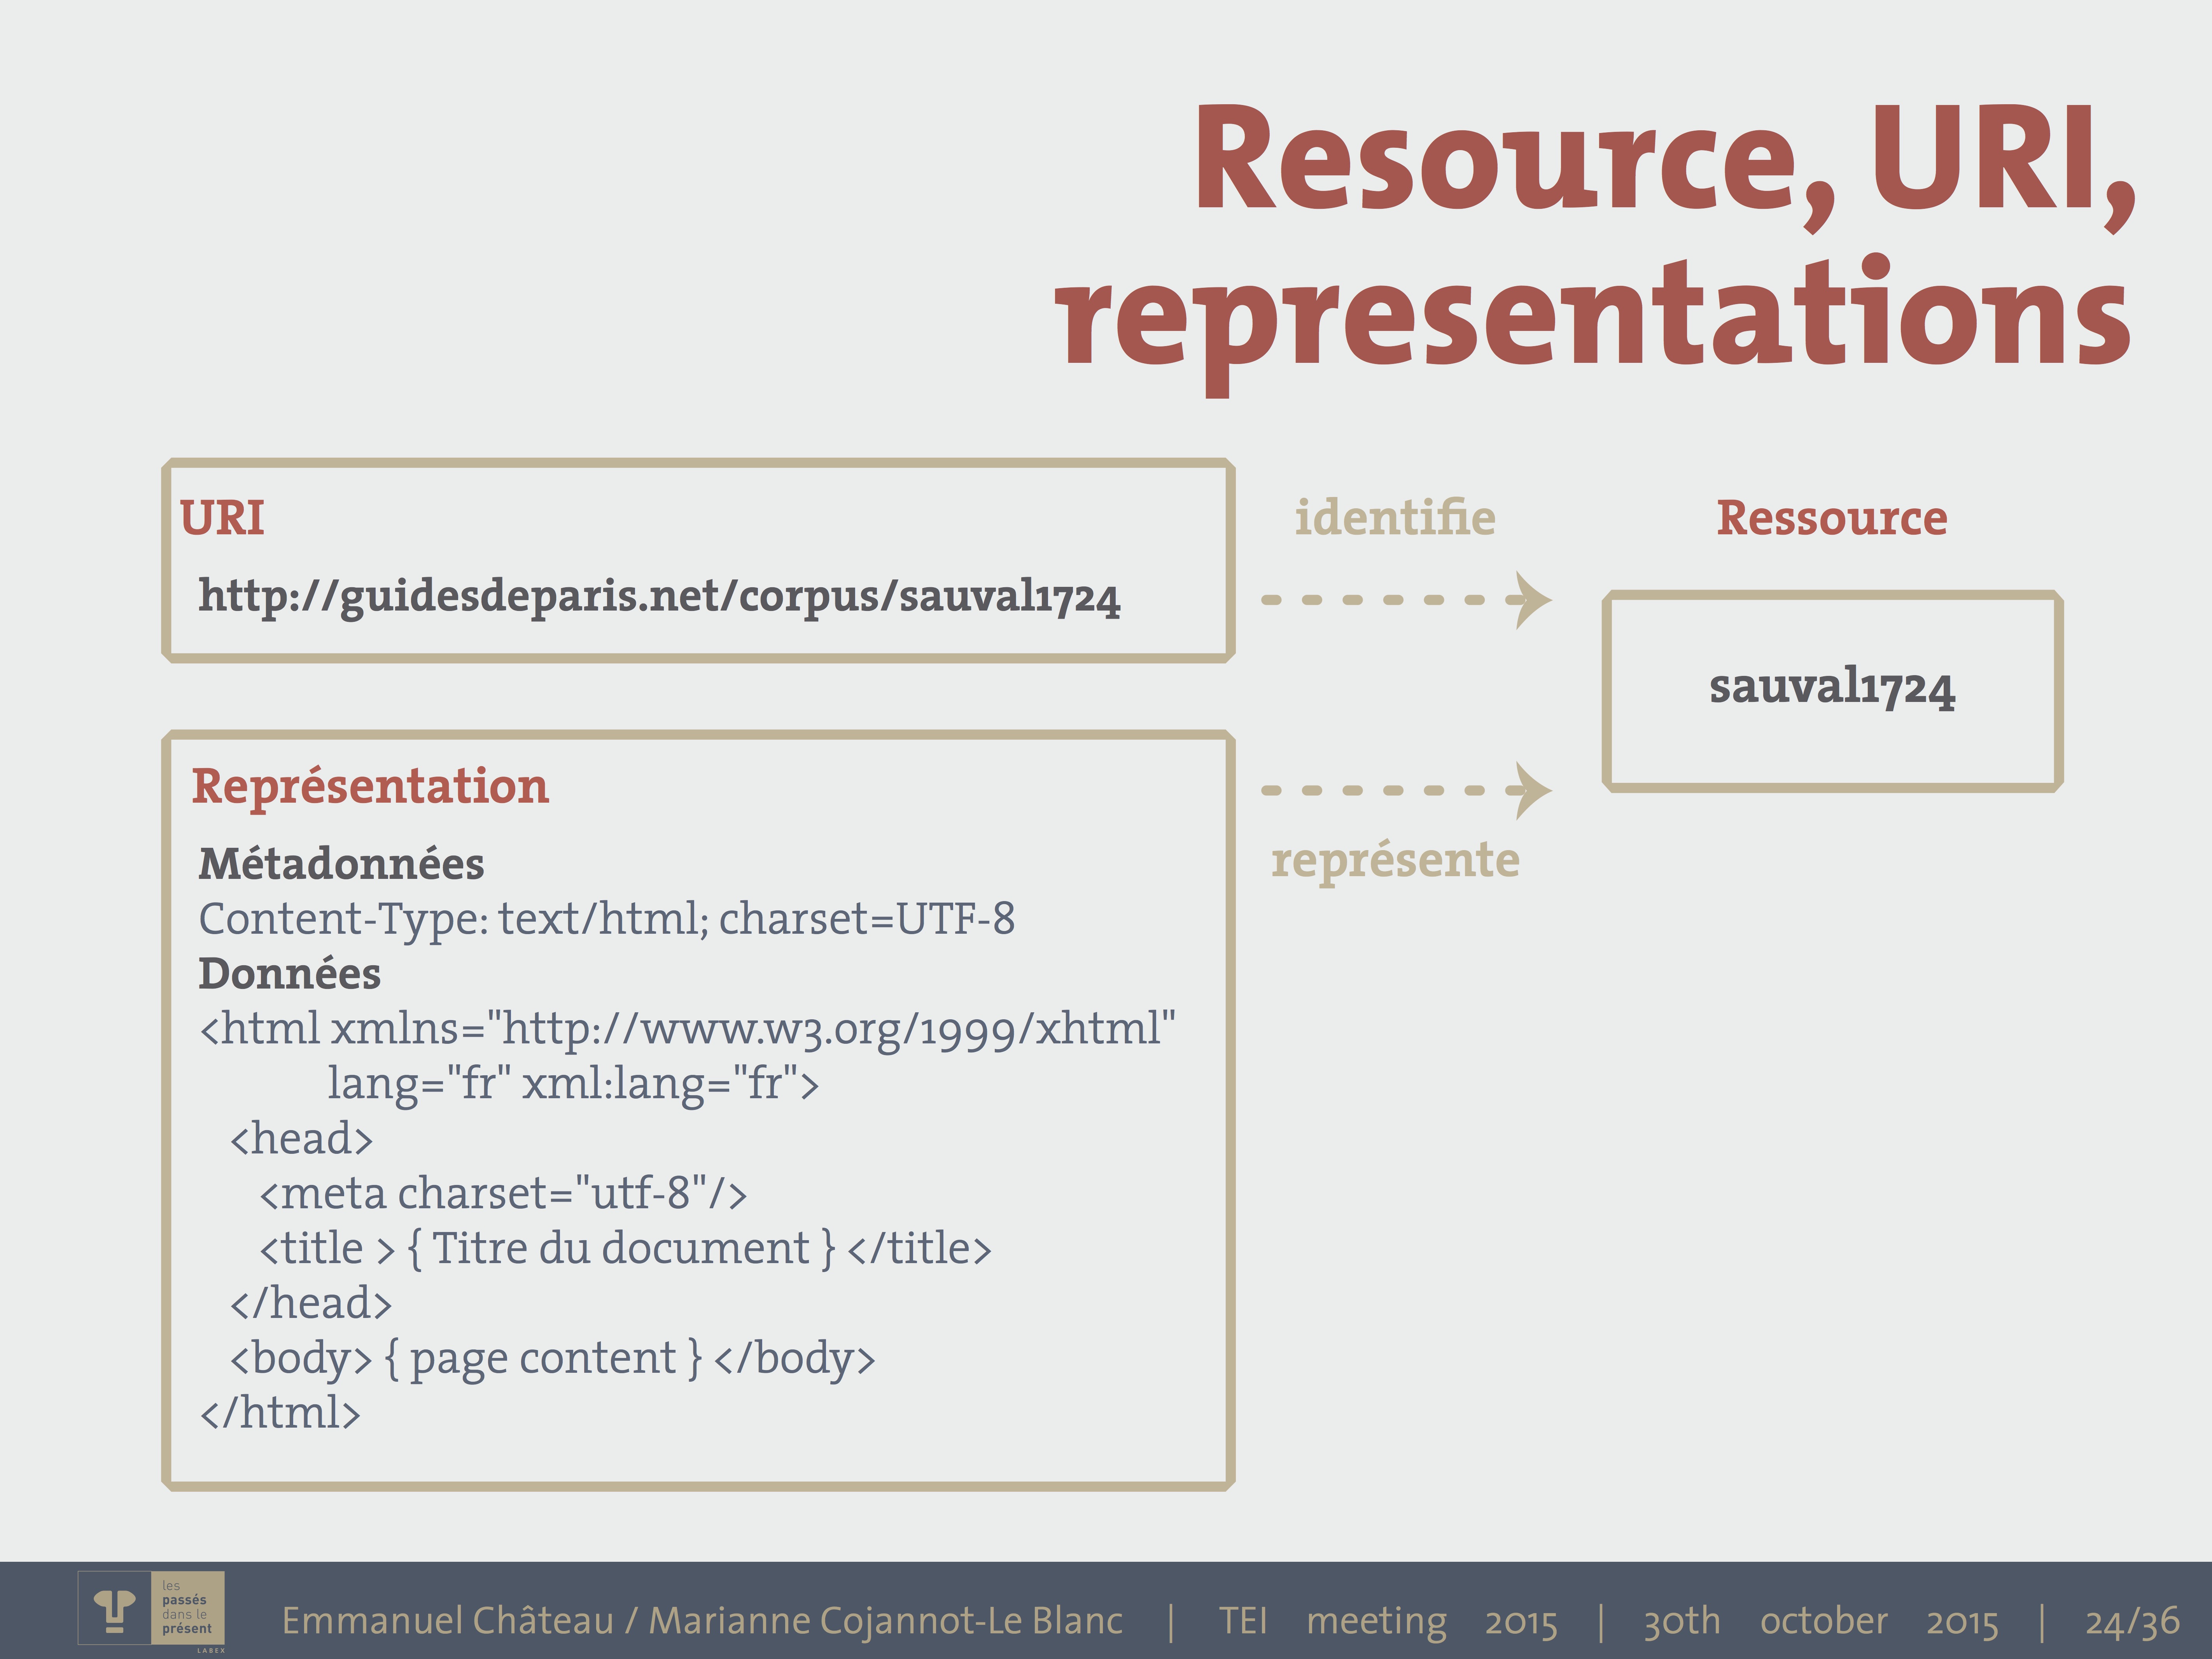 Resource, URI,
representations
URI
http://guidesdeparis.net/corpus/sauval1724
identifie
Ressource
sauval1724
Représentation
Métadonnées
Content-Type: text/html; charset=UTF-8
Données
<html xmlns="http://www.w3.org/1999/xhtml"
lang="fr" xml:lang="fr">
<head>
<meta charset="utf-8"/>
<title > { Titre du document } </title>
</head>
<body> { page content } </body>
</html>
représente
les
passés
dans le
présent
LABEX
Emmanuel Château / Marianne Cojannot-Le Blanc | TEI meeting 2015 | 30th october 2015 | 24/36